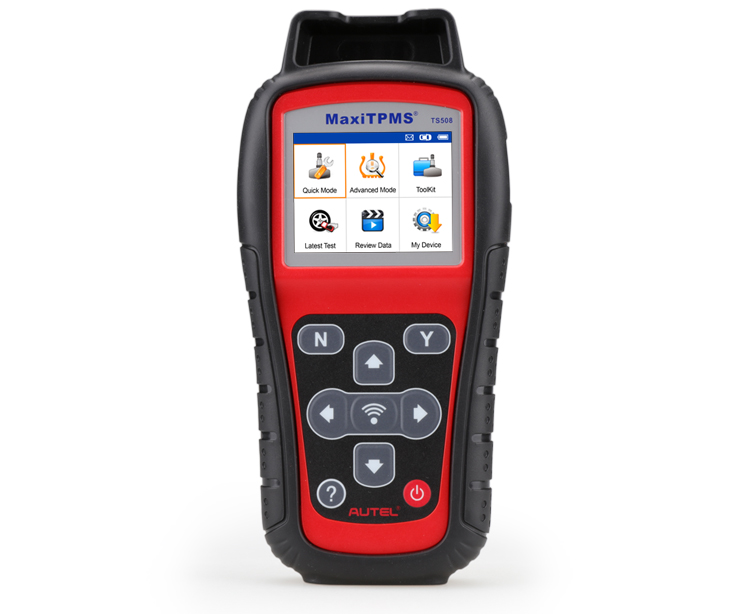 MaxiTPMS® TS508
Quick Mode
Advanced Mode
ToolKit
Latest Test
Review Data
My Device
N
Y
?
AUTEL®